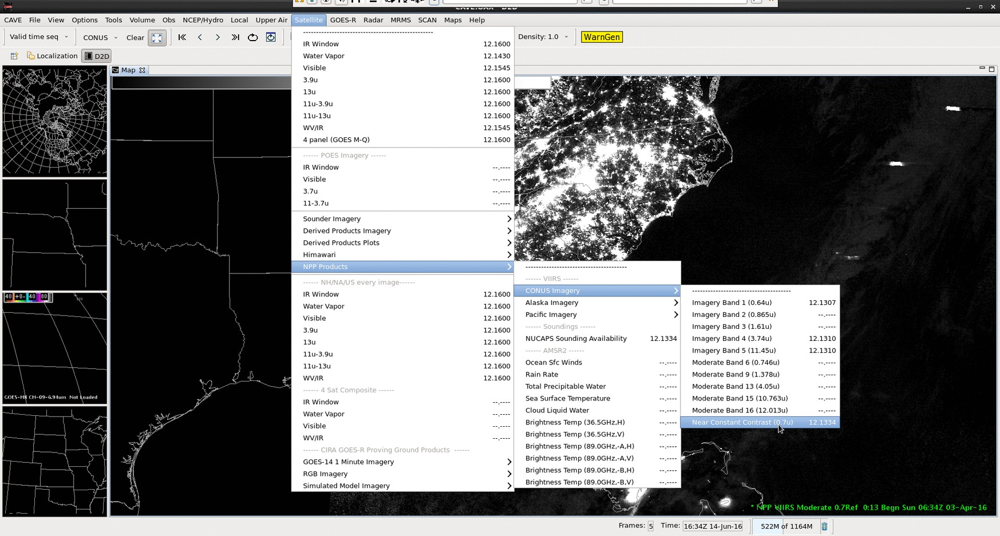 CAVE File View Options Tools Volume Obs NCEP/Hydro Local Upper Air Satellite GOES-R Radar MRMS SCAN Maps Help
Valid time seq CONUS Clear Density: 1.0 WarnGen
Localization D2D
Map
------------------------------------------------
IR Window 12.1600
Water Vapor 12.1430
Visible 12.1545
3.9u 12.1600
13u 12.1600
11u-3.9u 12.1600
11u-13u 12.1600
WV/IR 12.1545
4 panel (GOES M-Q) 12.1600
------ POES Imagery ------
IR Window --.----
Visible --.----
3.7u --.----
11-3.7u --.----
Sounder Imagery
Derived Products Imagery
Derived Products Plots
Himawari
NPP Products
------ NH/NA/US every image------
IR Window 12.1600
Water Vapor 12.1600
Visible 12.1600
3.9u 12.1600
13u 12.1600
11u-3.9u 12.1600
11u-13u 12.1600
WV/IR 12.1600
------ 4 Sat Composite ------
IR Window --.----
Water Vapor --.----
Visible --.----
WV/IR --.----
------ CIRA GOES-R Proving Ground Products ------
GOES-14 1 Minute Imagery
RGB Imagery
Simulated Model Imagery
---------------------------------------
------ VIIRS ------
CONUS Imagery
Alaska Imagery
Pacific Imagery
------ Soundings ------
NUCAPS Sounding Availability 12.1334
------ AMSR2 ------
Ocean Sfc Winds --.----
Rain Rate --.----
Total Precipitable Water --.----
Sea Surface Temperature --.----
Cloud Liquid Water --.----
Brightness Temp (36.5GHz,H) --.----
Brightness Temp (36.5GHz,V) --.----
Brightness Temp (89.0GHz,-A,H) --.----
Brightness Temp (89.0GHz,-A,V) --.----
Brightness Temp (89.0GHz,-B,H) --.----
Brightness Temp (89.0GHz,-B,V) --.----
--------------------------------------
Imagery Band 1 (0.64u) 12.1307
Imagery Band 2 (0.865u) --.----
Imagery Band 3 (1.61u) --.----
Imagery Band 4 (3.74u) 12.1310
Imagery Band 5 (11.45u) 12.1310
Moderate Band 6 (0.746u) --.----
Moderate Band 9 (1.378u) --.----
Moderate Band 13 (4.05u) --.----
Moderate Band 15 (10.763u) --.----
Moderate Band 16 (12.013u) --.----
Near Constant Contrast (0.7u) 12.1334
40 +0- 40 80
GOES-H8 CH-09-6.94um Not Loaded
* NPP VIIRS Moderate 0.7Ref 0:13 Begn Sun 06:34Z 03-Apr-16
Frames: 5 Time: 16:34Z 14-Jun-16 522M of 1164M